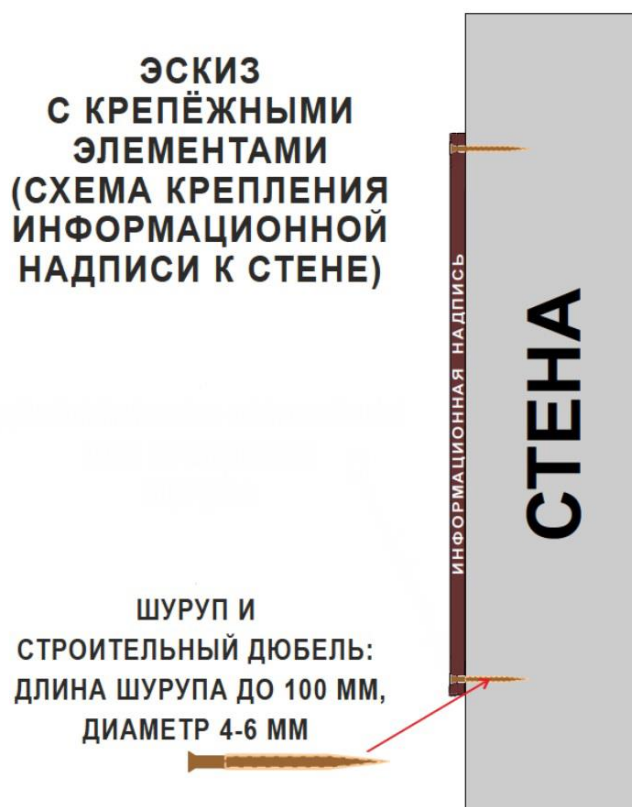 ЭСКИЗ
С КРЕПЁЖНЫМИ
ЭЛЕМЕНТАМИ
(СХЕМА КРЕПЛЕНИЯ
ИНФОРМАЦИОННОЙ
НАДПИСИ К СТЕНЕ)
ИНФОРМАЦИОННАЯ НАДПИСЬ
СТЕНА
ШУРУП И
СТРОИТЕЛЬНЫЙ ДЮБЕЛЬ:
ДЛИНА ШУРУПА ДО 100 ММ,
ДИАМЕТР 4-6 ММ